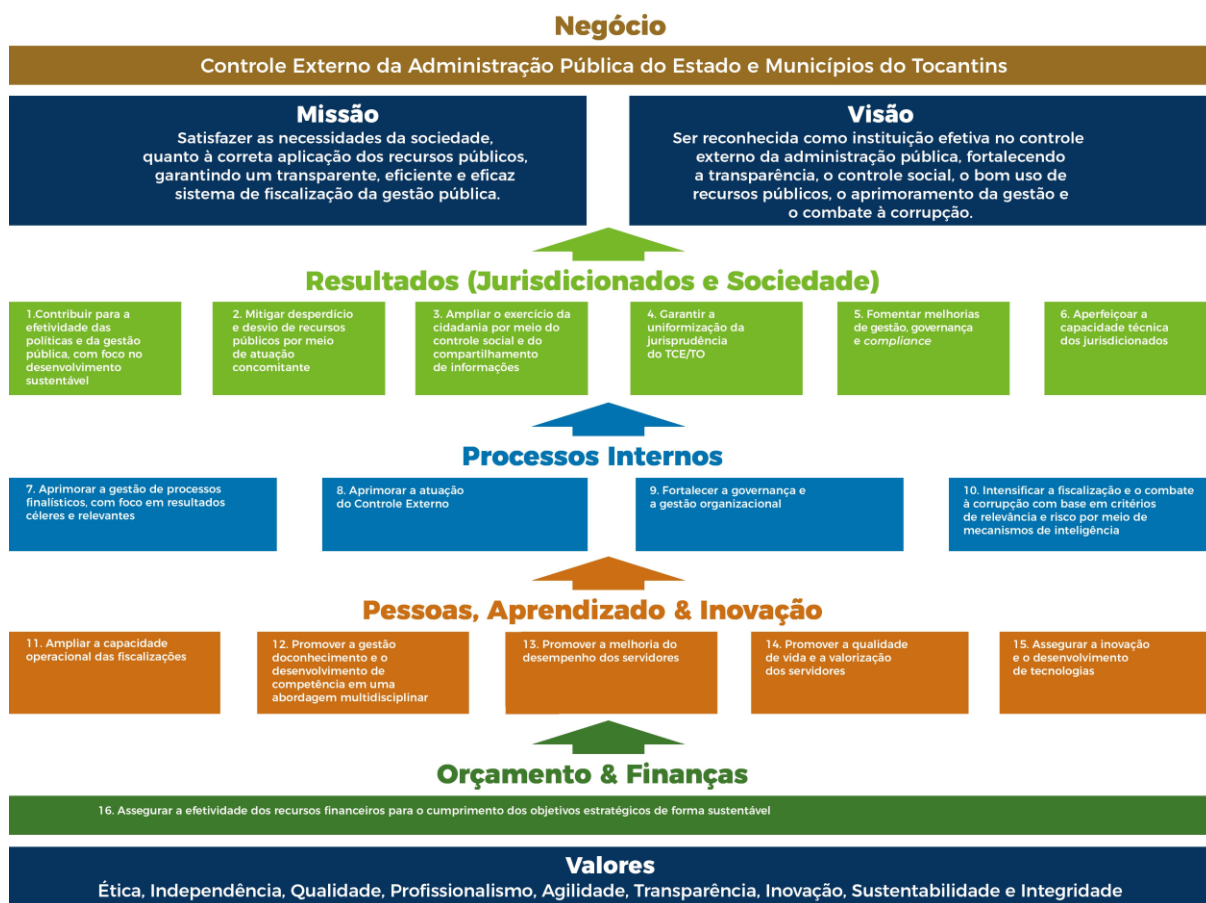 Negócio
Controle Externo da Administração Pública do Estado e Municípios do Tocantins
Missão
Satisfazer as necessidades da sociedade,
quanto à correta aplicação dos recursos públicos,
garantindo um transparente, eficiente e eficaz
sistema de fiscalização da gestão pública.
Visão
Ser reconhecida como instituição efetiva no controle
externo da administração pública, fortalecendo
a transparência, o controle social, o bom uso de
recursos públicos, o aprimoramento da gestão e
o combate à corrupção.
Resultados (Jurisdicionados e Sociedade)
1.Contribuir para a
efetividade das
políticas e da gestão
pública, com foco no
desenvolvimento
sustentável
2. Mitigar desperdício
e desvio de recursos
públicos por meio
de atuação
concomitante
3. Ampliar o exercício da
cidadania por meio do
controle social e do
compartilhamento
de informações
4. Garantir a
uniformização da
jurisprudência
do TCE/TO
5. Fomentar melhorias
de gestão, governança
e compliance
6. Aperfeiçoar a
capacidade técnica
dos jurisdicionados
Processos Internos
7. Aprimorar a gestão de processos
finalísticos, com foco em resultados
céleres e relevantes
8. Aprimorar a atuação
do Controle Externo
9. Fortalecer a governança e
a gestão organizacional
10. Intensificar a fiscalização e o combate
à corrupção com base em critérios
de relevância e risco por meio de
mecanismos de inteligência
Pessoas, Aprendizado & Inovação
11. Ampliar a capacidade
operacional das fiscalizações
12. Promover a gestão
doconhecimento e o
desenvolvimento de
competência em uma
abordagem multidisciplinar
13. Promover a melhoria do
desempenho dos servidores
14. Promover a qualidade
de vida e a valorização
dos servidores
15. Assegurar a inovação
e o desenvolvimento
de tecnologias
Orçamento & Finanças
16. Assegurar a efetividade dos recursos financeiros para o cumprimento dos objetivos estratégicos de forma sustentável
Valores
Ética, Independência, Qualidade, Profissionalismo, Agilidade, Transparência, Inovação, Sustentabilidade e Integridade